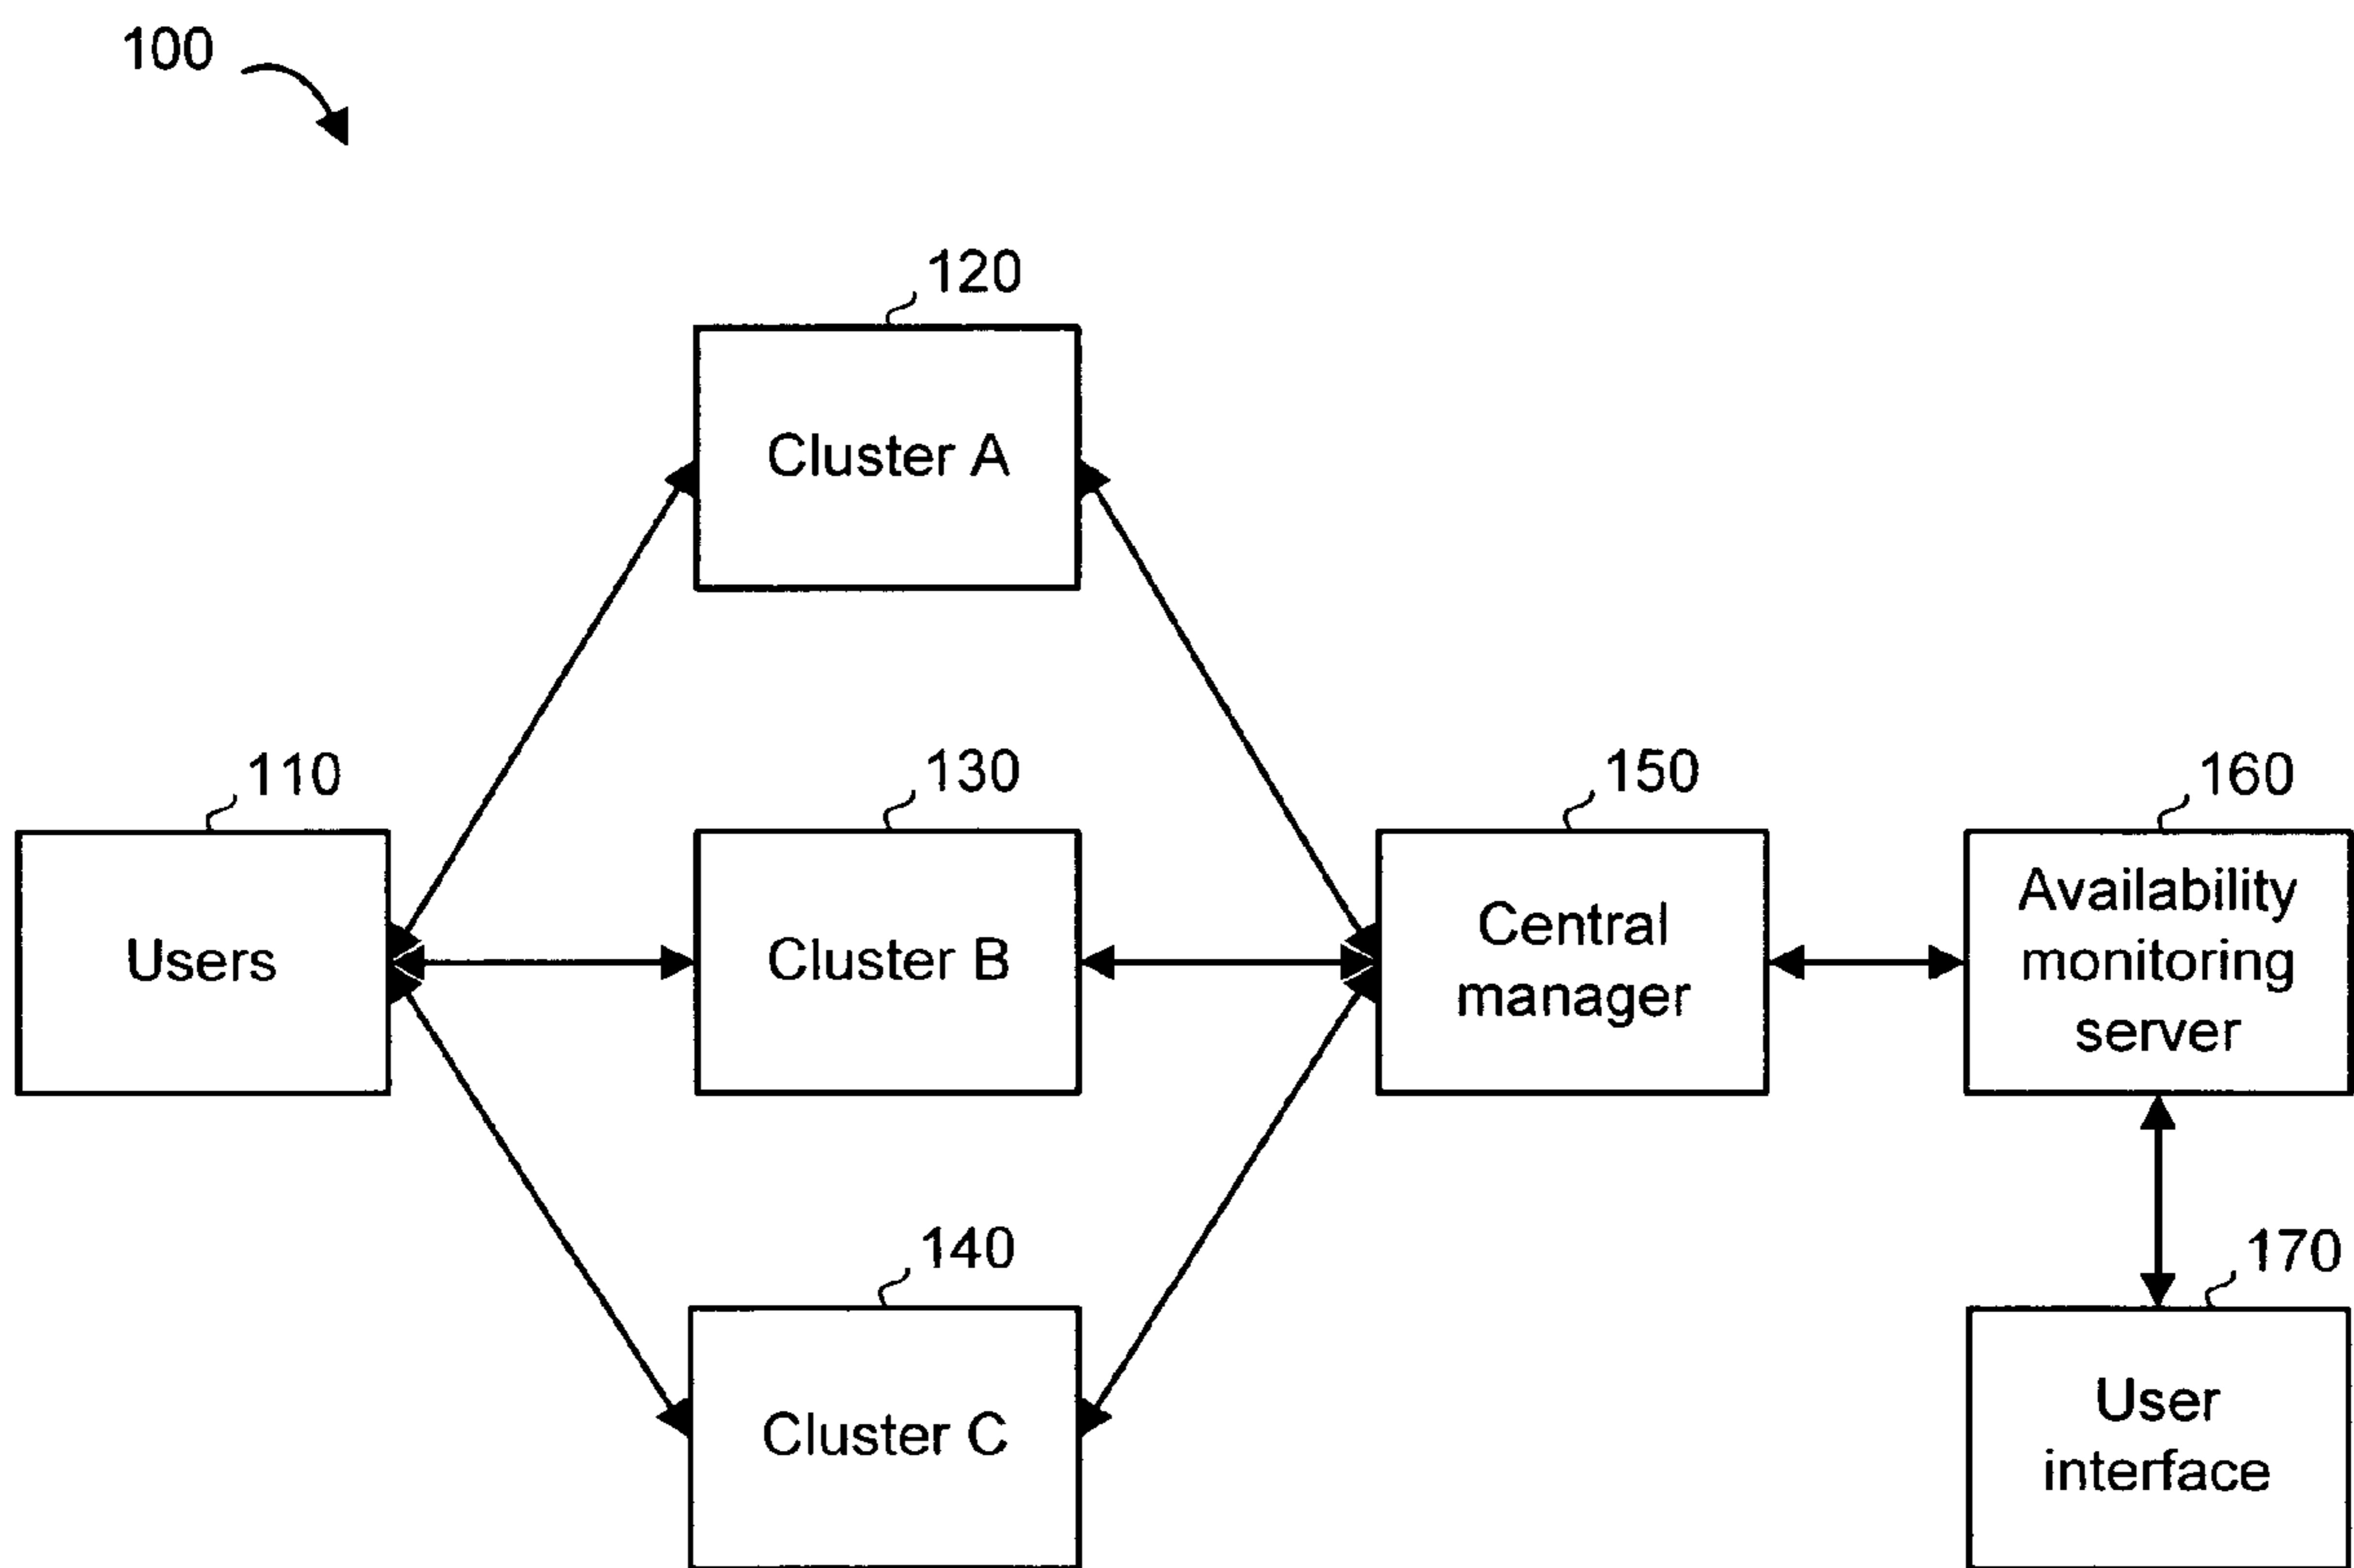 100
120
Cluster A
110
Users
130
Cluster B
150
Central
manager
160
Availability
monitoring
server
140
Cluster C
170
User
interface